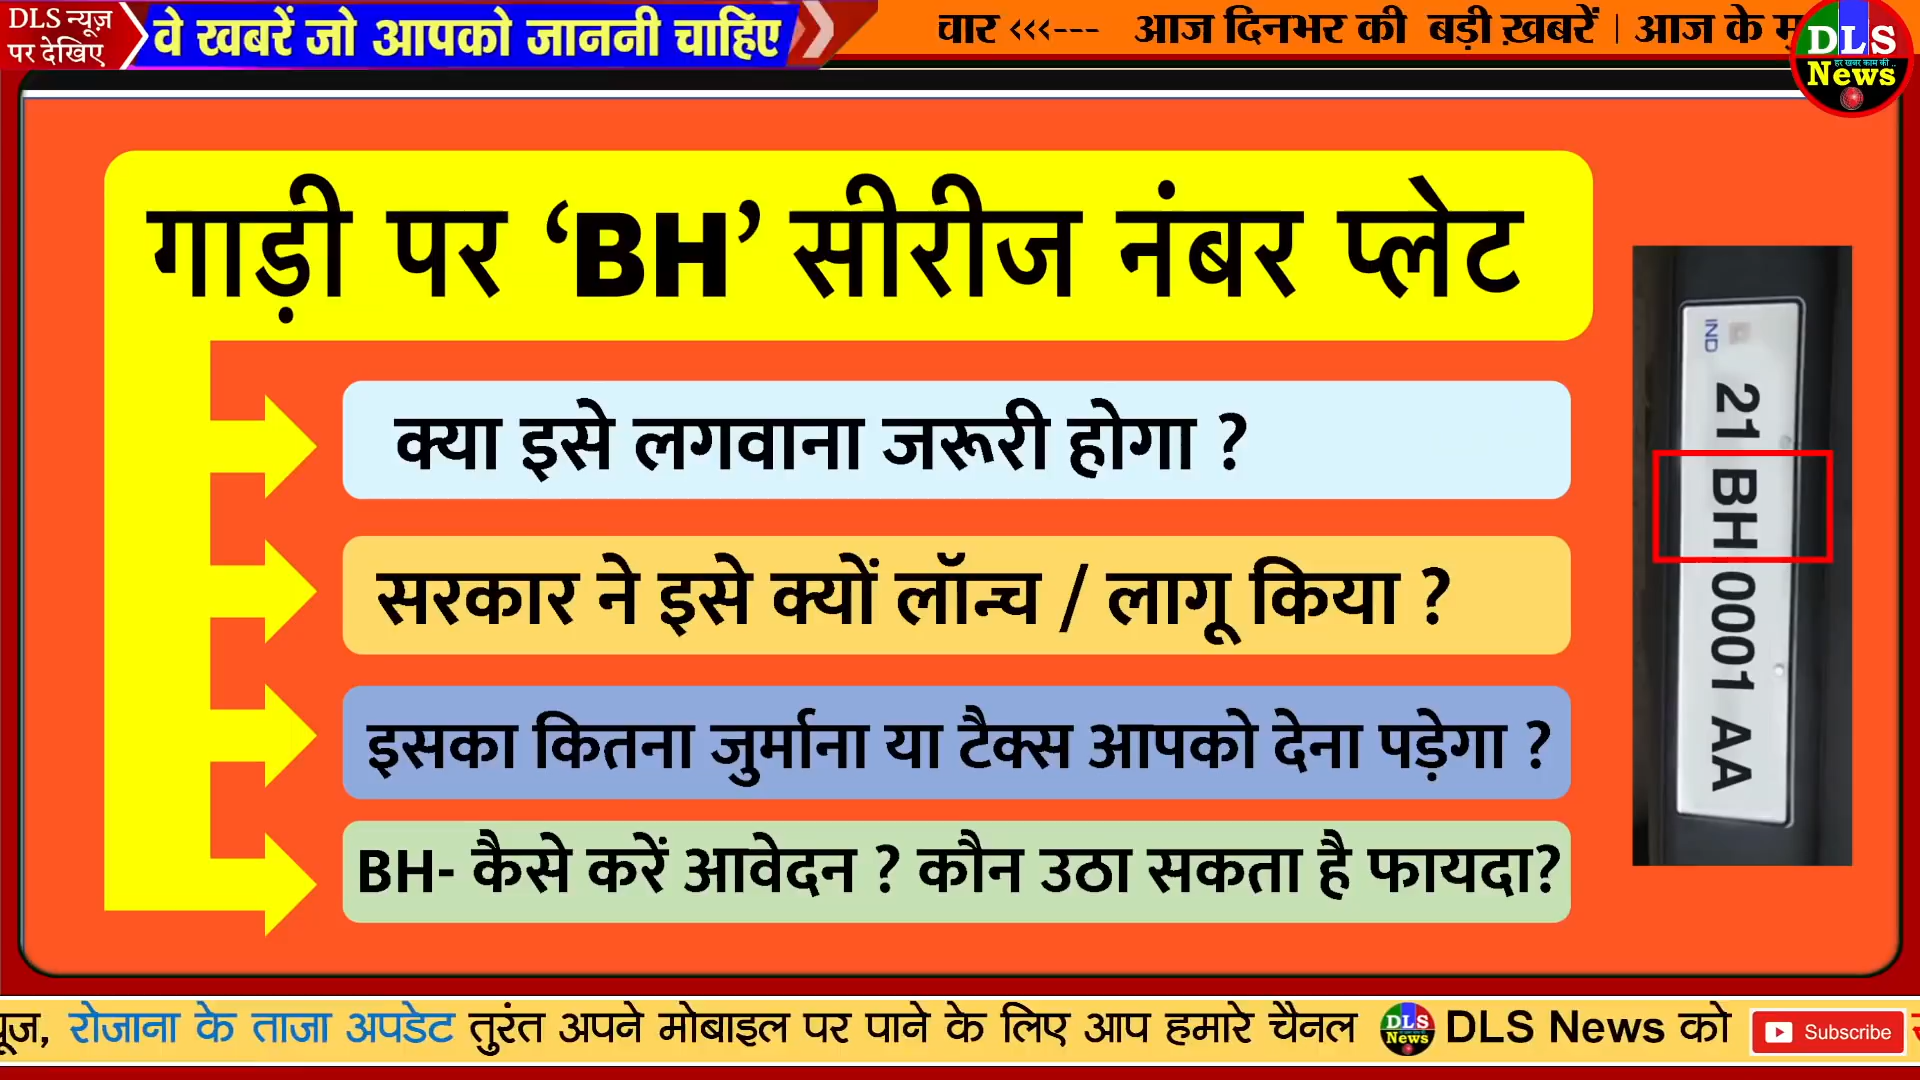 DLS न्यूज़
पर देखिए
वे खबरें जो आपको जाननी चाहिंए
चार <<<--- आज दिनभर की बड़ी ख़बरें | आज के
DLS
हर खबर काम की ..
News
गाड़ी पर ‘BH’ सीरीज नंबर प्लेट
क्या इसे लगवाना जरूरी होगा ?
सरकार ने इसे क्यों लॉन्च / लागू किया ?
इसका कितना जुर्माना या टैक्स आपको देना पड़ेगा ?
BH- कैसे करें आवेदन ? कौन उठा सकता है फायदा?
IND
21 BH 0001 AA
रोजाना के ताजा अपडेट तुरंत अपने मोबाइल पर पाने के लिए आप हमारे चैनल DLS News DLS News को Subscribe